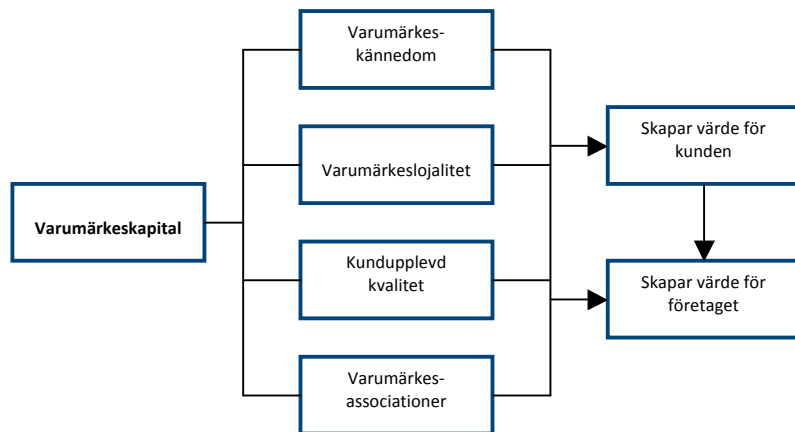 Varumärkes-
kännedom
Varumärkeslojalitet
Varumärkeskapital
Kundupplevd
kvalitet
Varumärkes-
associationer
Skapar värde för
kunden
Skapar värde för
företaget